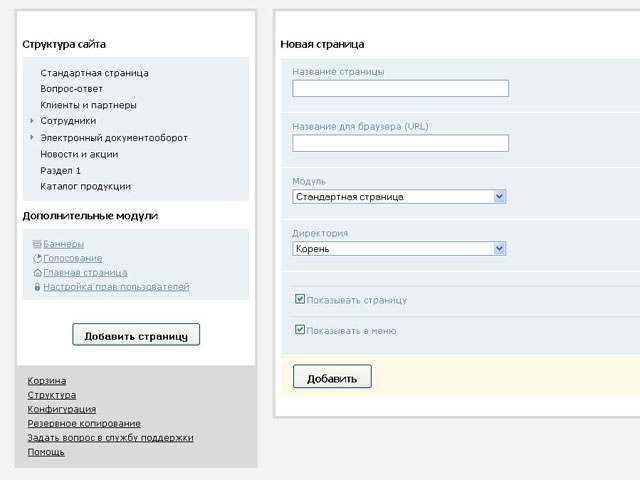 Структура сайта
Стандартная страница
Вопрос-ответ
Клиенты и партнеры
Сотрудники
Электронный документооборот
Новости и акции
Раздел 1
Каталог продукции
Дополнительные модули
Баннеры
Голосование
Главная страница
Настройка прав пользователей
Добавить страницу
Корзина
Структура
Конфигурация
Резервное копирование
Задать вопрос в службу поддержки
Помощь
Новая страница
Название страницы
Название для браузера (URL)
Модуль
Стандартная страница
Директория
Корень
Показывать страницу
Показывать в меню
Добавить